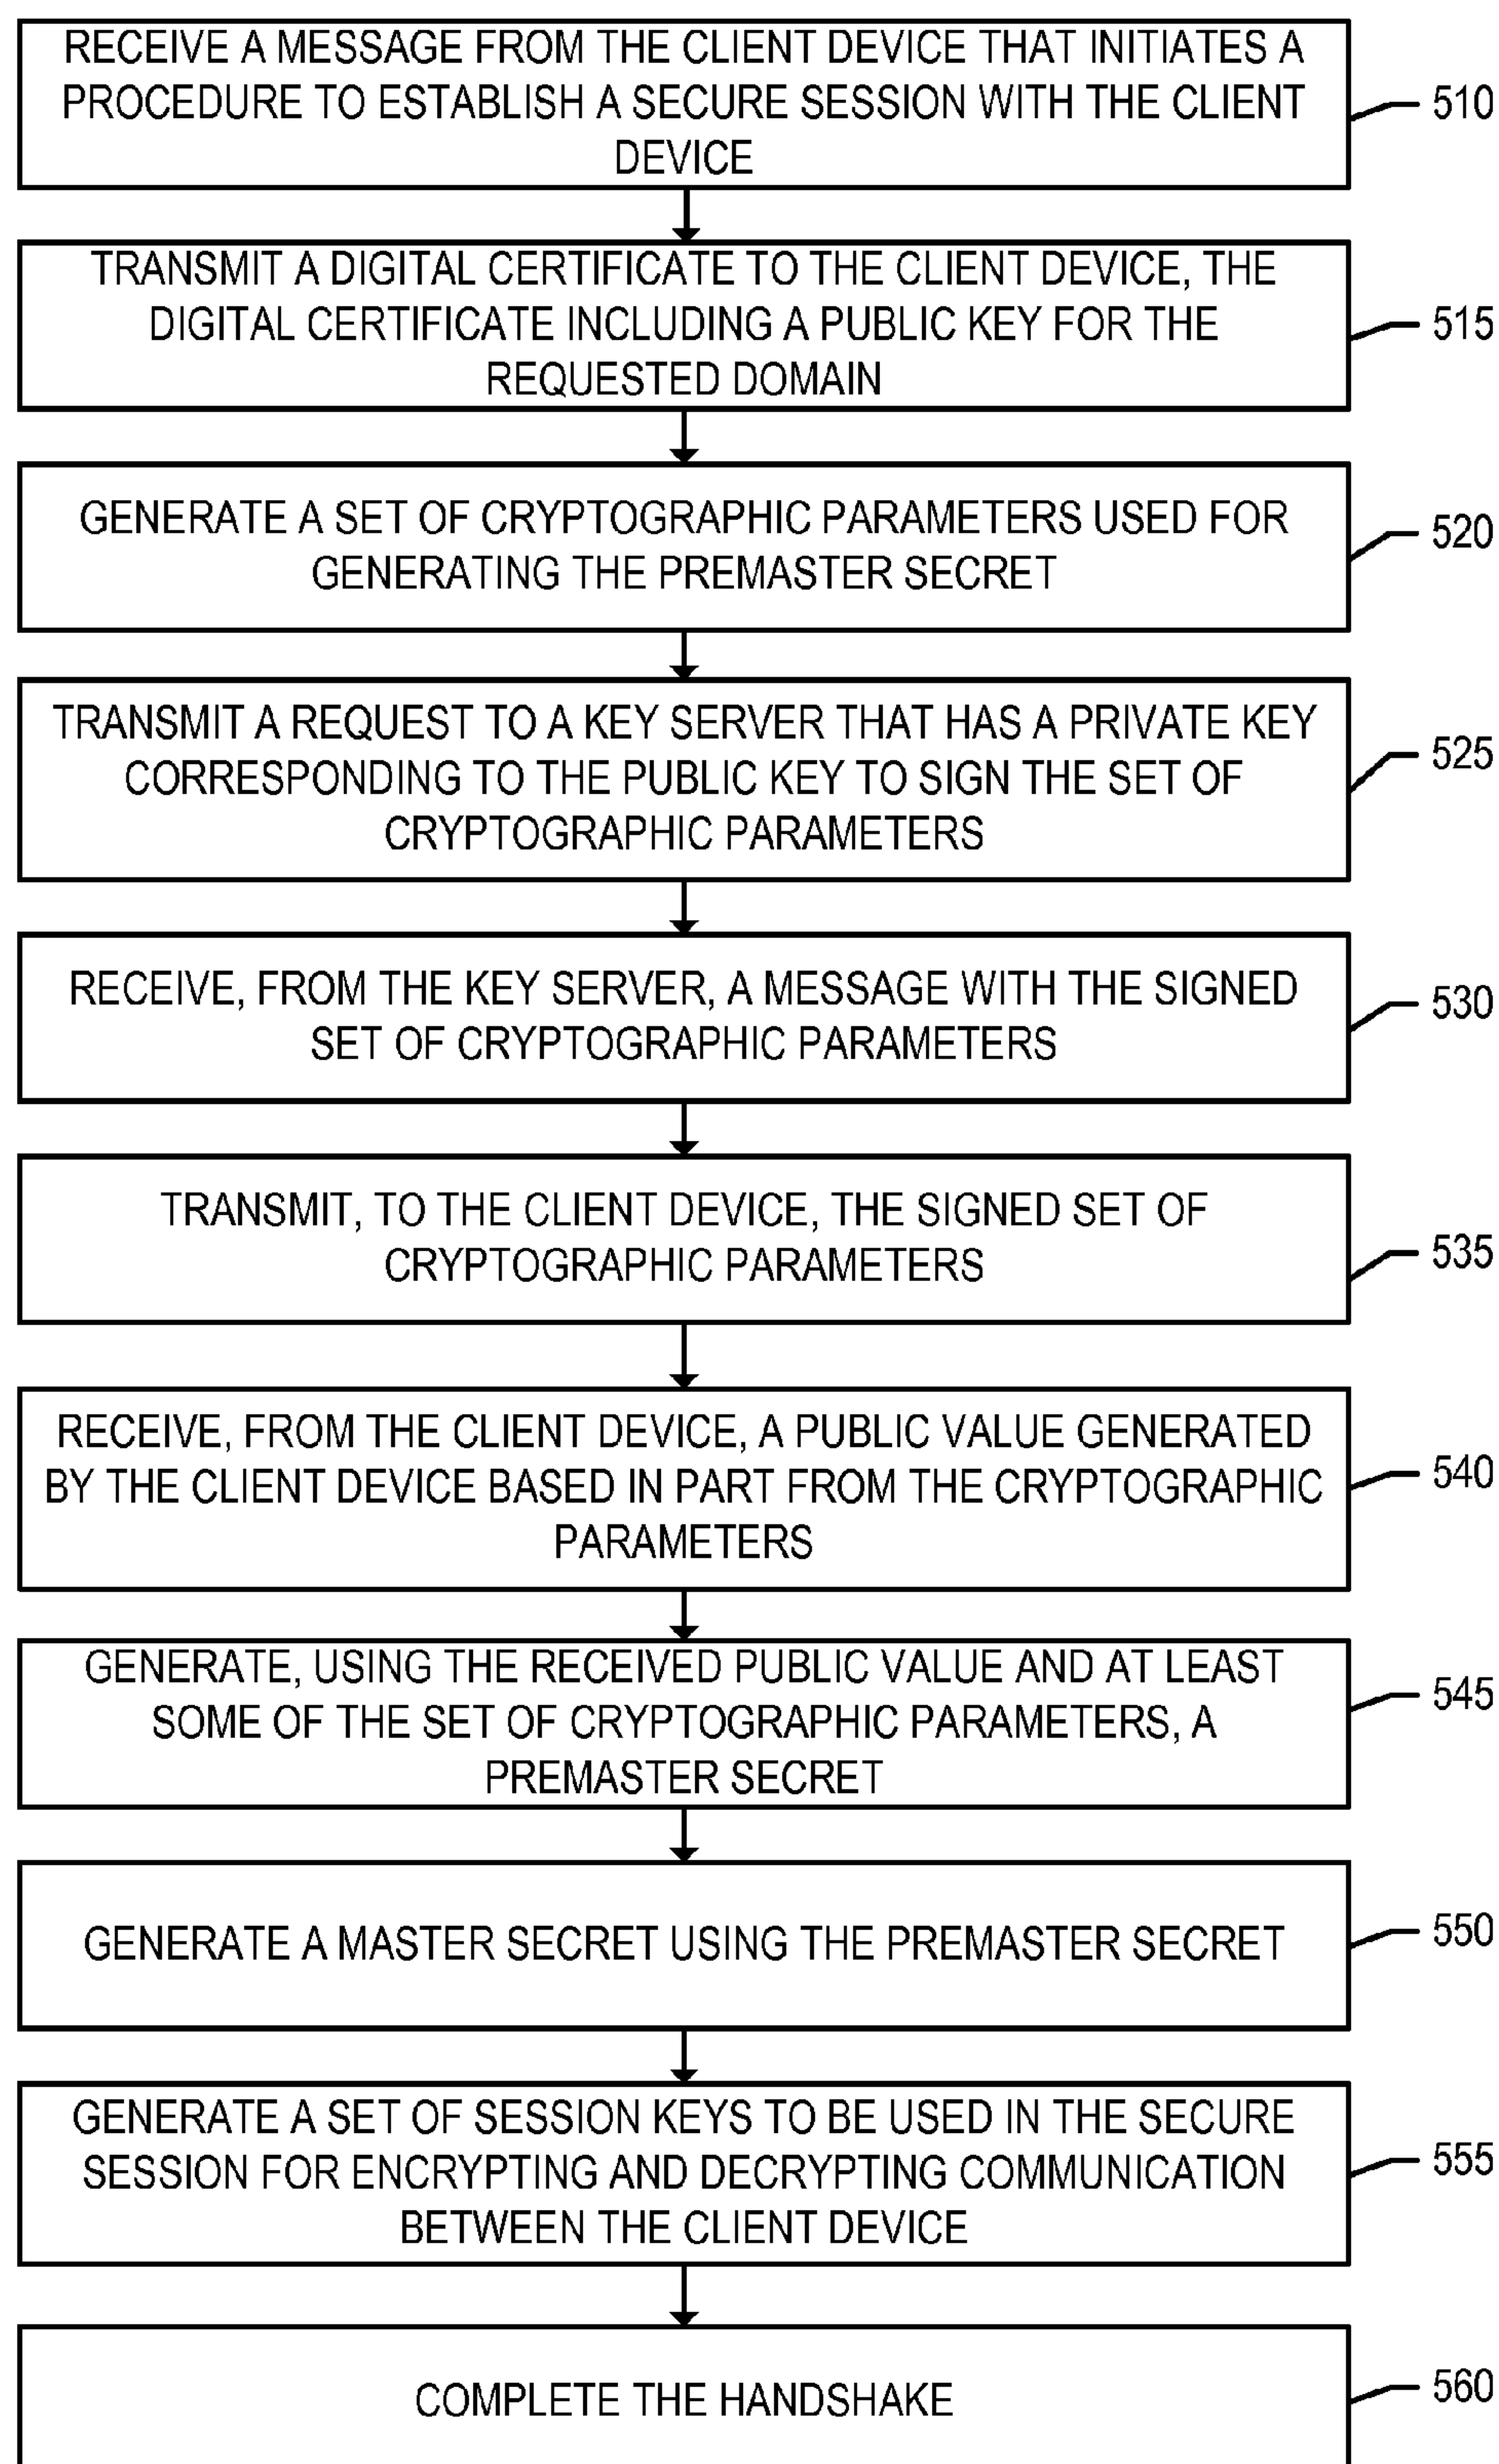 RECEIVE A MESSAGE FROM THE CLIENT DEVICE THAT INITIATES A
PROCEDURE TO ESTABLISH A SECURE SESSION WITH THE CLIENT
DEVICE
510
TRANSMIT A DIGITAL CERTIFICATE TO THE CLIENT DEVICE, THE
DIGITAL CERTIFICATE INCLUDING A PUBLIC KEY FOR THE
REQUESTED DOMAIN
515
GENERATE A SET OF CRYPTOGRAPHIC PARAMETERS USED FOR
GENERATING THE PREMASTER SECRET
520
TRANSMIT A REQUEST TO A KEY SERVER THAT HAS A PRIVATE KEY
CORRESPONDING TO THE PUBLIC KEY TO SIGN THE SET OF
CRYPTOGRAPHIC PARAMETERS
525
RECEIVE, FROM THE KEY SERVER, A MESSAGE WITH THE SIGNED
SET OF CRYPTOGRAPHIC PARAMETERS
530
TRANSMIT, TO THE CLIENT DEVICE, THE SIGNED SET OF
CRYPTOGRAPHIC PARAMETERS
535
RECEIVE, FROM THE CLIENT DEVICE, A PUBLIC VALUE GENERATED
BY THE CLIENT DEVICE BASED IN PART FROM THE CRYPTOGRAPHIC
PARAMETERS
540
GENERATE, USING THE RECEIVED PUBLIC VALUE AND AT LEAST
SOME OF THE SET OF CRYPTOGRAPHIC PARAMETERS, A
PREMASTER SECRET
545
GENERATE A MASTER SECRET USING THE PREMASTER SECRET
550
GENERATE A SET OF SESSION KEYS TO BE USED IN THE SECURE
SESSION FOR ENCRYPTING AND DECRYPTING COMMUNICATION
BETWEEN THE CLIENT DEVICE
555
COMPLETE THE HANDSHAKE
560